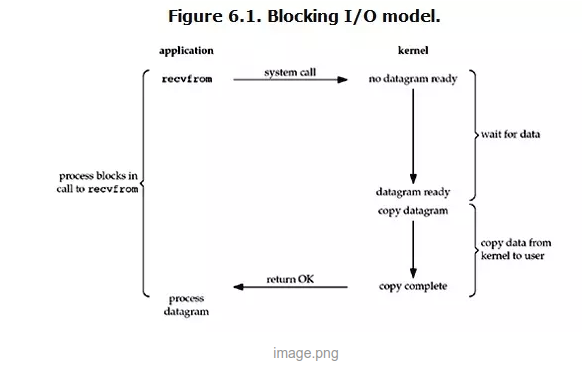 Figure 6.1. Blocking I/O model.
application
kernel
recvfrom
system call
no datagram ready
wait for data
process blocks in
call to recvfrom
datagram ready
copy datagram
copy data from
kernel to user
return OK
copy complete
process
datagram
image.png